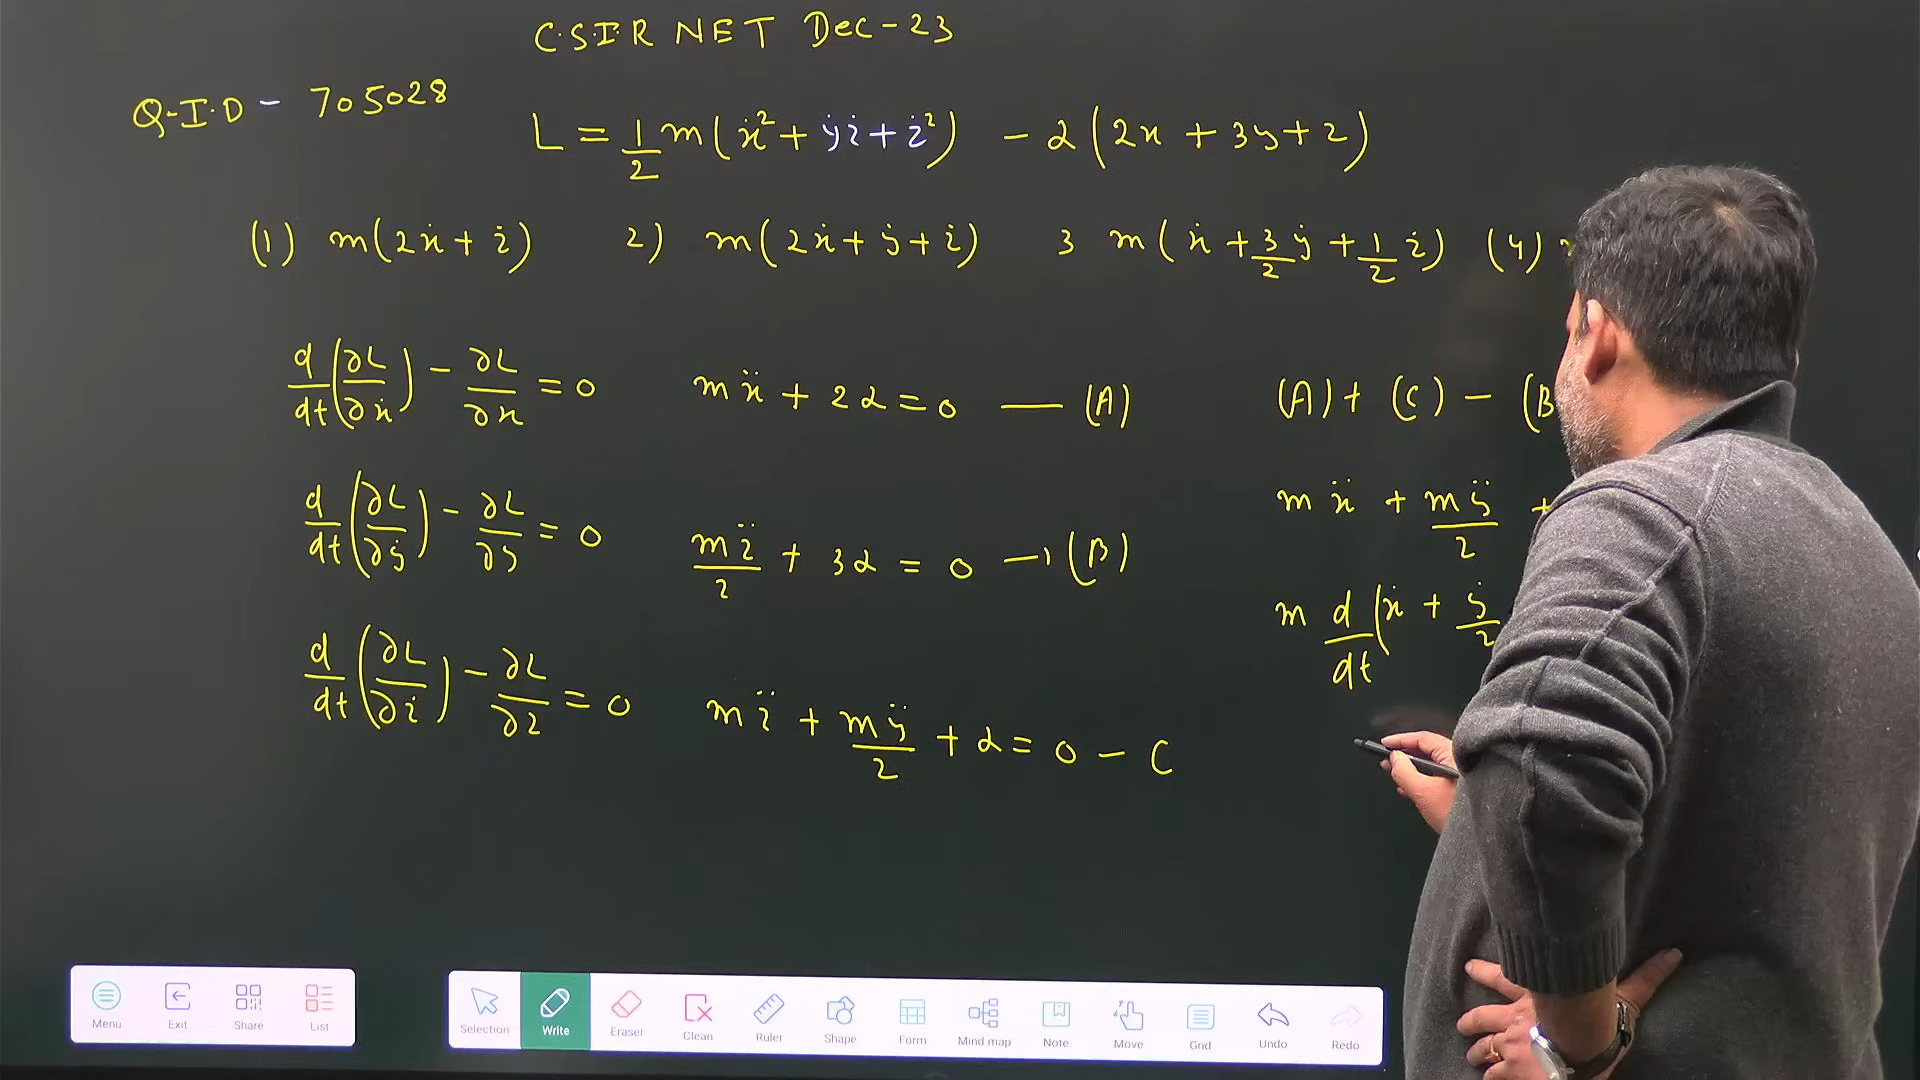 C.S.I.R NET Dec-23
Q.I.D - 705028
L = 1/2 m(ẋ² + ẏż + ż²) - α(2x + 3y + z)
(1) m(2ẋ + ż) 2) m(2ẋ + ẏ + ż) 3 m(ẋ + 3/2 ẏ + 1/2 ż) (4)
d/dt(∂L/∂ẋ) - ∂L/∂x = 0 mẍ + 2α = 0 — (A) (A) + (C) - (B
d/dt(∂L/∂ẏ) - ∂L/∂y = 0 mz̈/2 + 3α = 0 — (B) mẍ + mÿ/2 +
m d/dt(ẋ + ẏ/2
d/dt(∂L/∂ż) - ∂L/∂z = 0 mz̈ + mÿ/2 + α = 0 - C
Menu Exit Share List Selection Write Eraser Clean Ruler Shape Form Mind map Note Move Grid Undo Redo